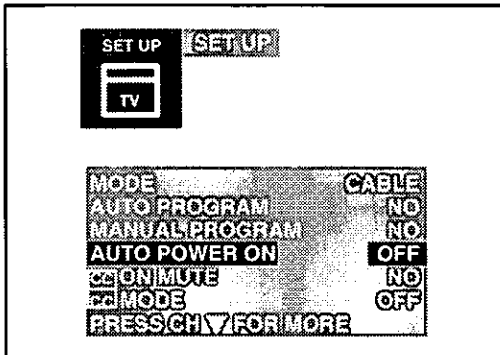 SET UP SET UP
TV
MODE CABLE
AUTO PROGRAM NO
MANUAL PROGRAM NO
AUTO POWER ON OFF
CC ON MUTE NO
CC MODE OFF
PRESS CH ▽ FOR MORE